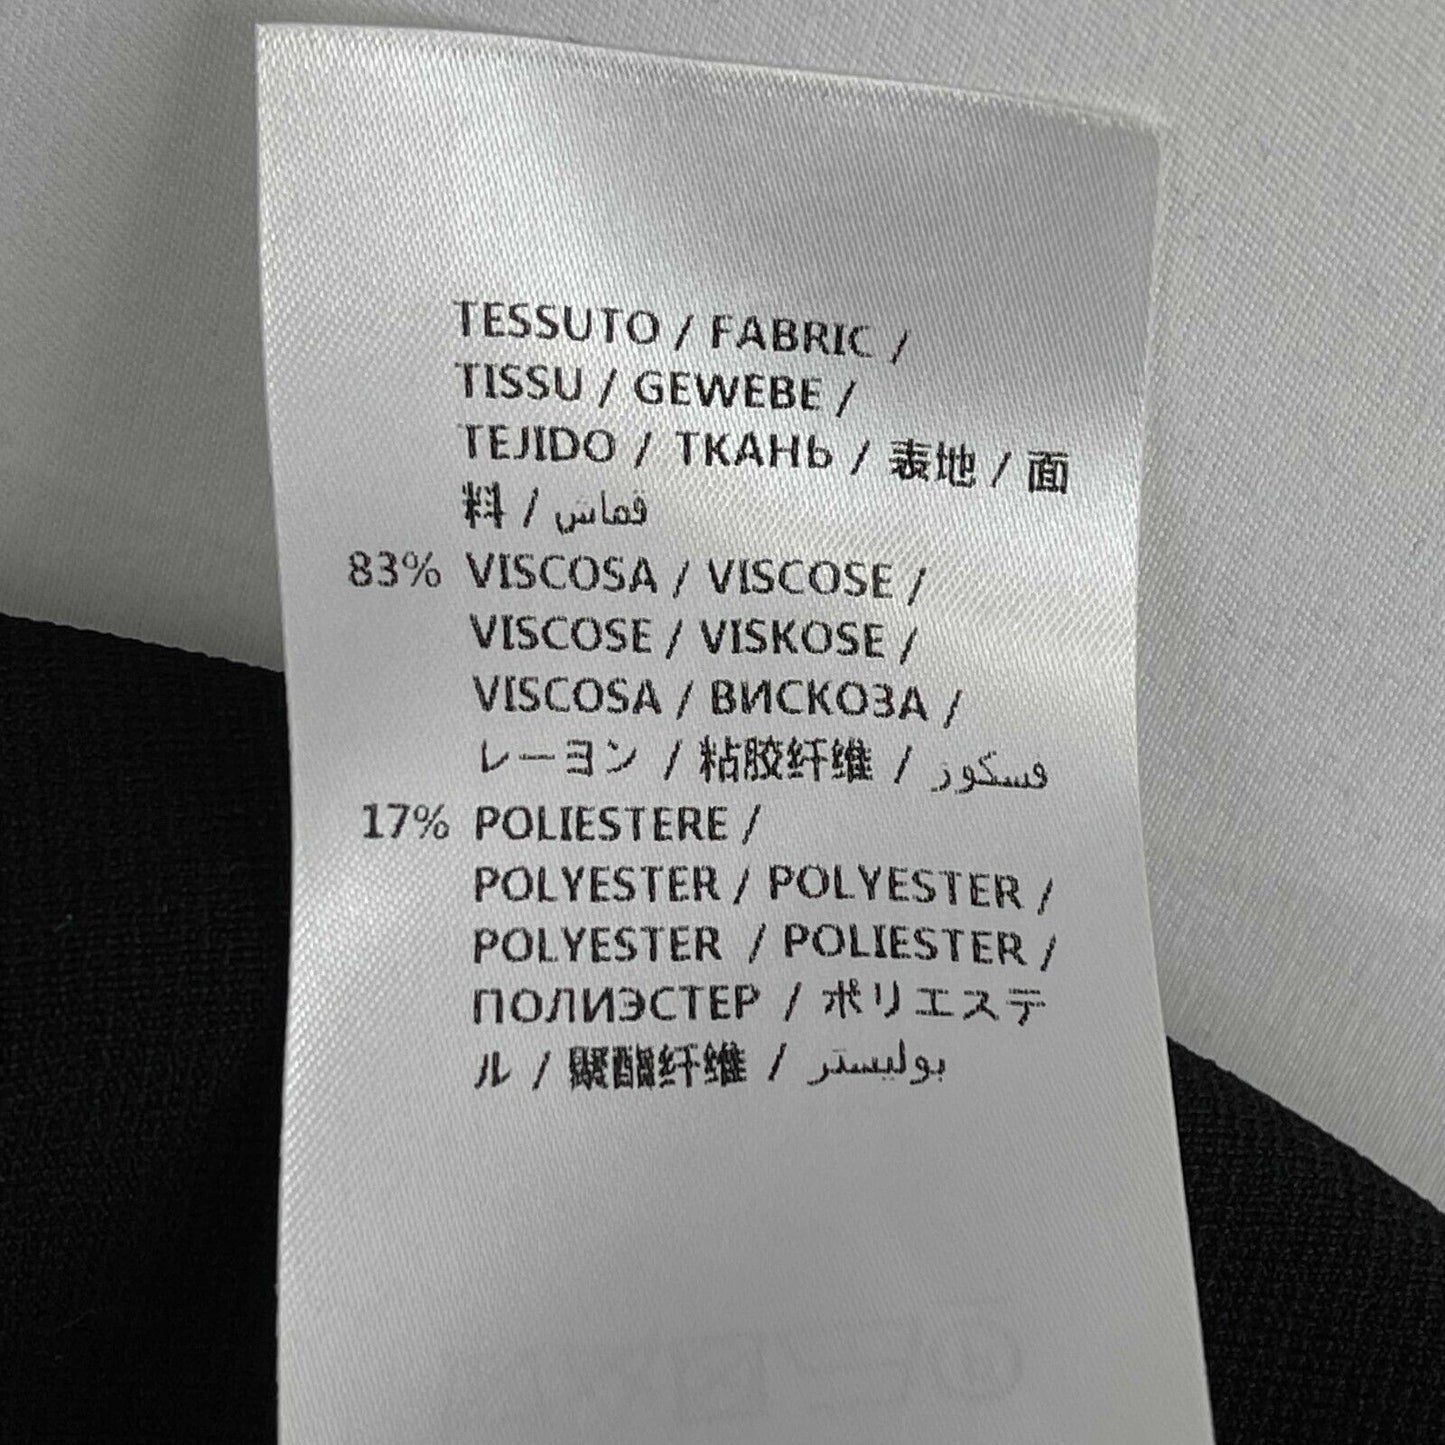 TESSUTO / FABRIC /
TISSU / GEWEBE /
TEJIDO / ТКАНЬ / 表地 / 面
料 / قماش
83% VISCOSA / VISCOSE /
VISCOSE / VISKOSE /
VISCOSA / ВИСКОЗА /
レーヨン / 粘胶纤维 / فسكوز
17% POLIESTERE /
POLYESTER / POLYESTER /
POLYESTER / POLIESTER /
ПОЛИЭСТЕР / ポリエステ
ル / 聚酯纤维 / بوليستر